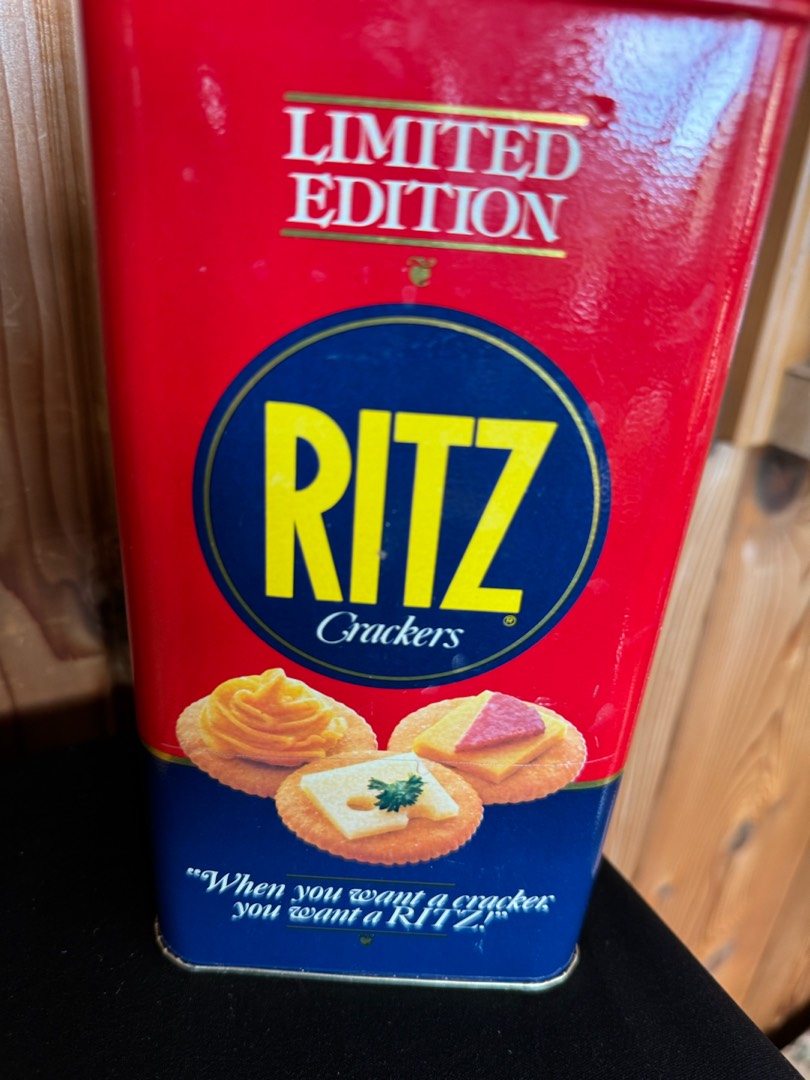 LIMITED
EDITION
RITZ
®
Crackers
"When you want a cracker,
you want a RITZ!"